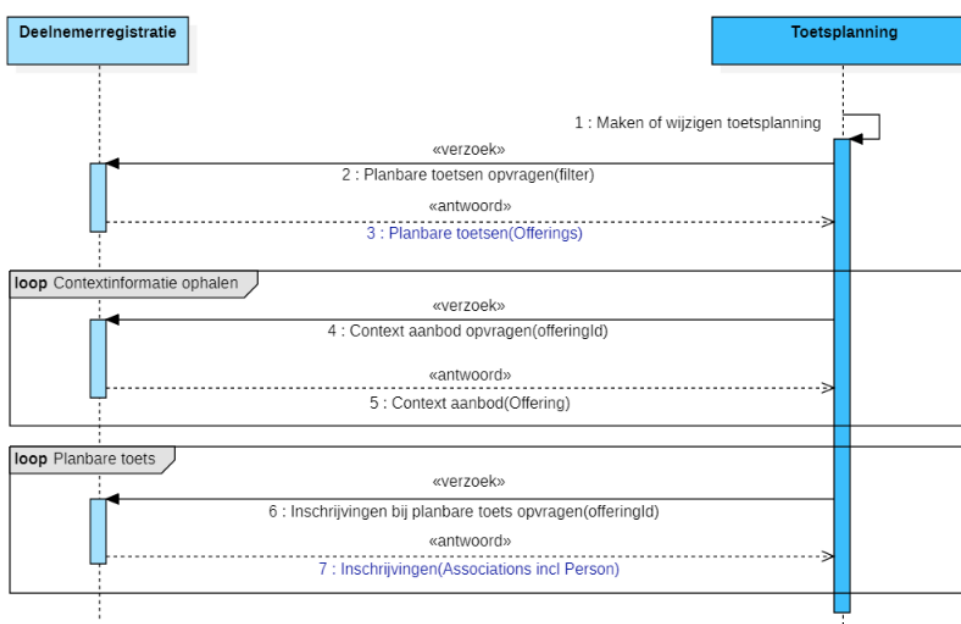 Deelnemerregistratie
Toetsplanning
1 : Maken of wijzigen toetsplanning
«verzoek»
2 : Planbare toetsen opvragen(filter)
«antwoord»
3 : Planbare toetsen(Offerings)
loop Contextinformatie ophalen
«verzoek»
4 : Context aanbod opvragen(offeringId)
«antwoord»
5 : Context aanbod(Offering)
loop Planbare toets
«verzoek»
6 : Inschrijvingen bij planbare toets opvragen(offeringId)
«antwoord»
7 : Inschrijvingen(Associations incl Person)